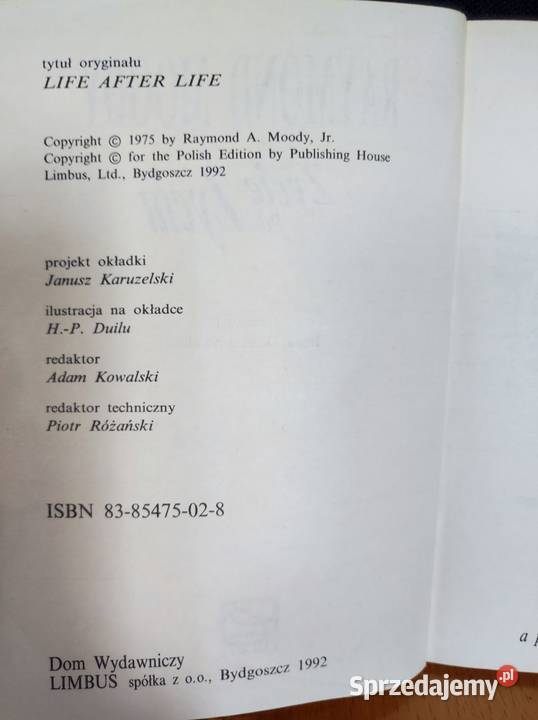 tytuł oryginału
LIFE AFTER LIFE
Copyright © 1975 by Raymond A. Moody, Jr.
Copyright © for the Polish Edition by Publishing House
Limbus, Ltd., Bydgoszcz 1992
projekt okładki
Janusz Karuzelski
ilustracja na okładce
H.-P. Duilu
redaktor
Adam Kowalski
redaktor techniczny
Piotr Różański
ISBN 83-85475-02-8
Dom Wydawniczy
LIMBUS spółka z o.o., Bydgoszcz 1992
a p
Sprzedajemy.pl